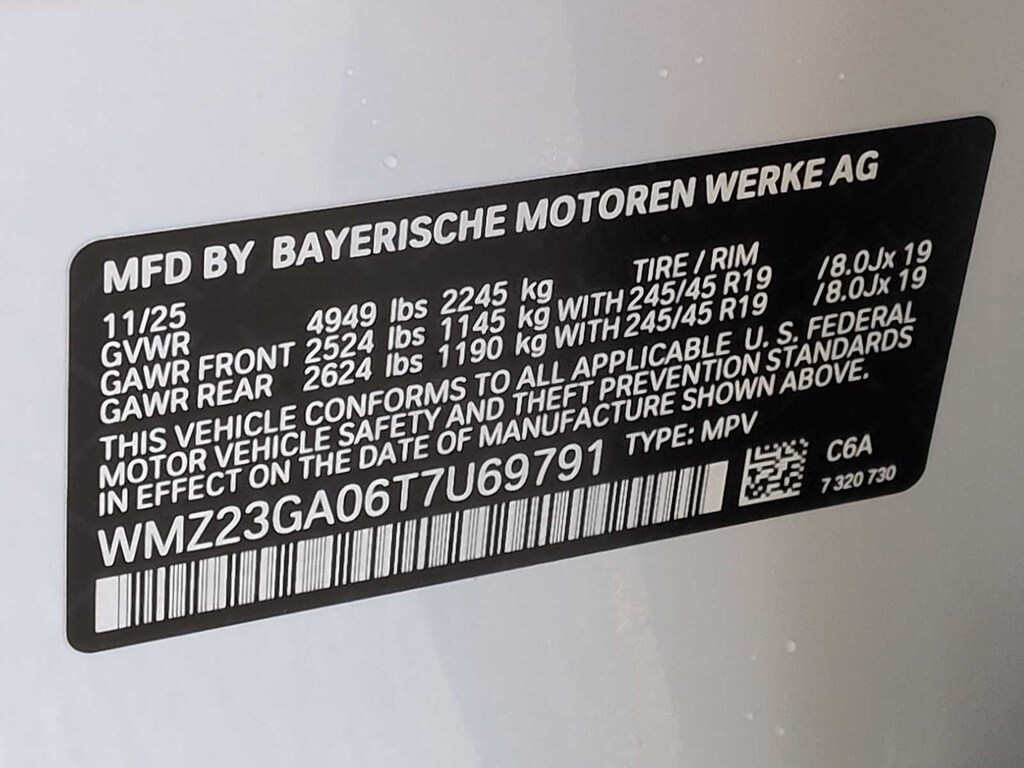 MFD BY BAYERISCHE MOTOREN WERKE AG
11/25 TIRE / RIM
GVWR 4949 lbs 2245 kg
GAWR FRONT 2524 lbs 1145 kg WITH 245/45 R19 /8.0Jx 19
GAWR REAR 2624 lbs 1190 kg WITH 245/45 R19 /8.0Jx 19
THIS VEHICLE CONFORMS TO ALL APPLICABLE U. S. FEDERAL
MOTOR VEHICLE SAFETY AND THEFT PREVENTION STANDARDS
IN EFFECT ON THE DATE OF MANUFACTURE SHOWN ABOVE.
WMZ23GA06T7U69791 TYPE: MPV
C6A
7 320 730